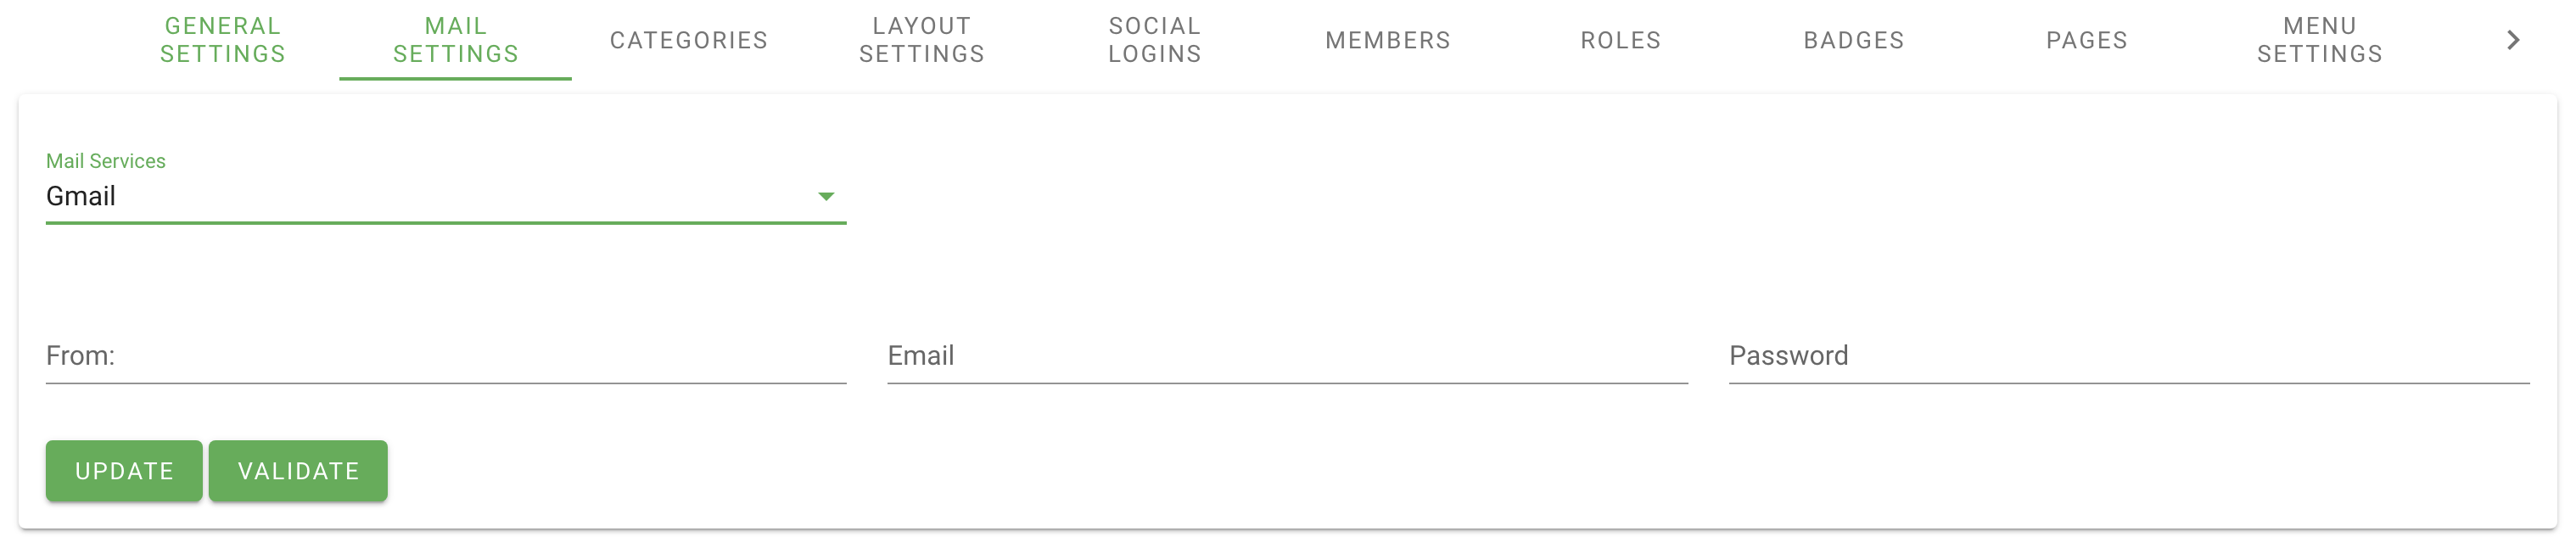 GENERAL
SETTINGS
MAIL
SETTINGS
CATEGORIES
LAYOUT
SETTINGS
SOCIAL
LOGINS
MEMBERS
ROLES
BADGES
PAGES
MENU
SETTINGS
Mail Services
Gmail
From:
Email
Password
UPDATE
VALIDATE